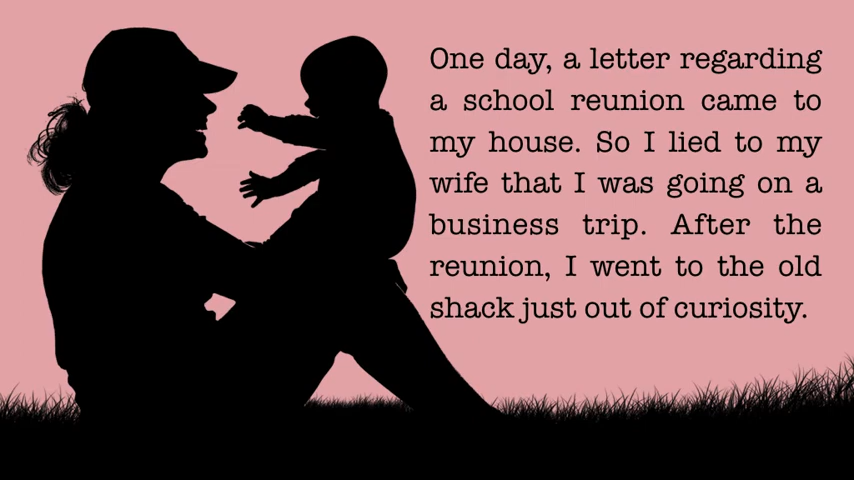 One day, a letter regarding
a school reunion came to
my house. So I lied to my
wife that I was going on a
business trip. After the
reunion, I went to the old
shack just out of curiosity.